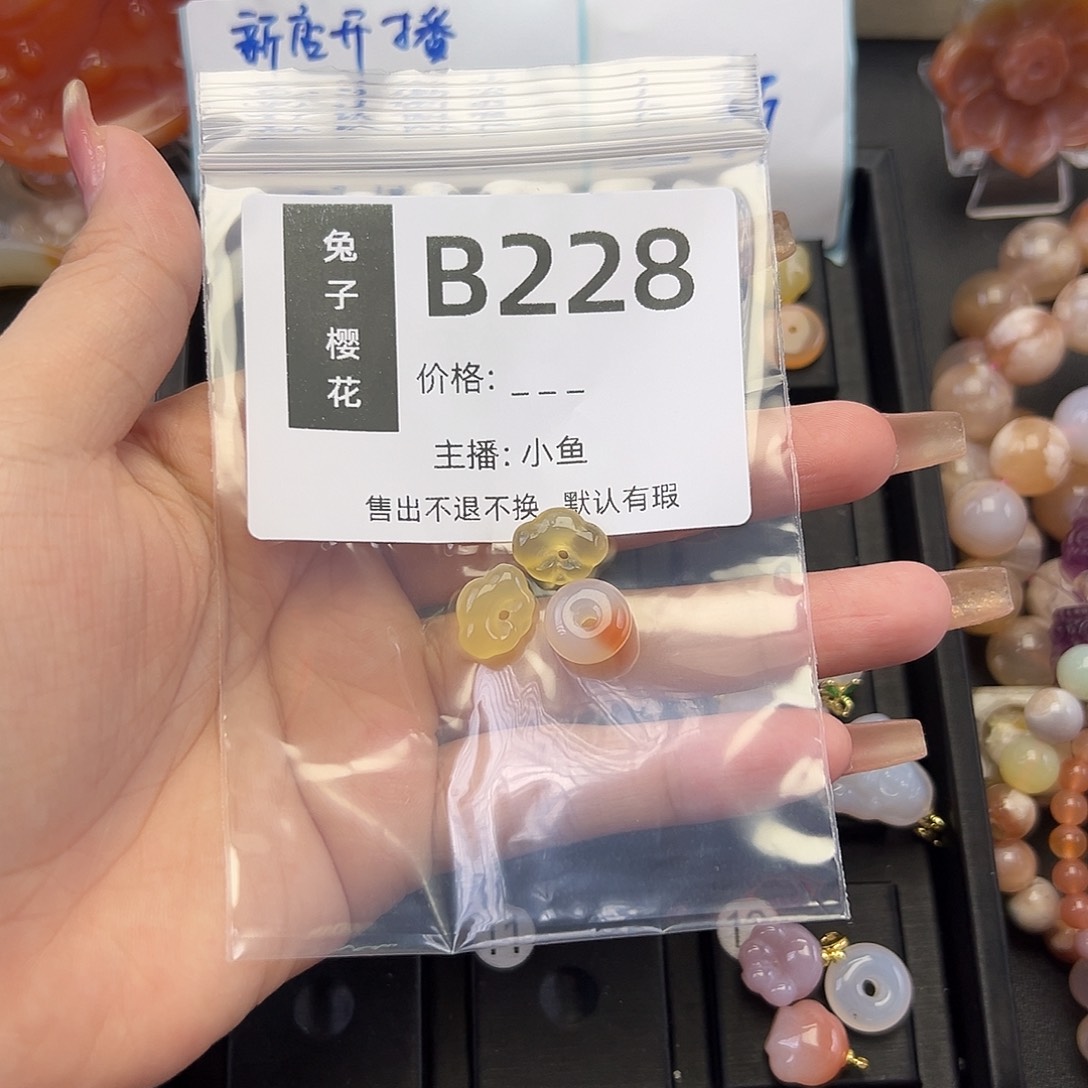 新店开播
兔子樱花
B228
价格: _ _ _
主播: 小鱼
售出不退不换 默认有瑕
11